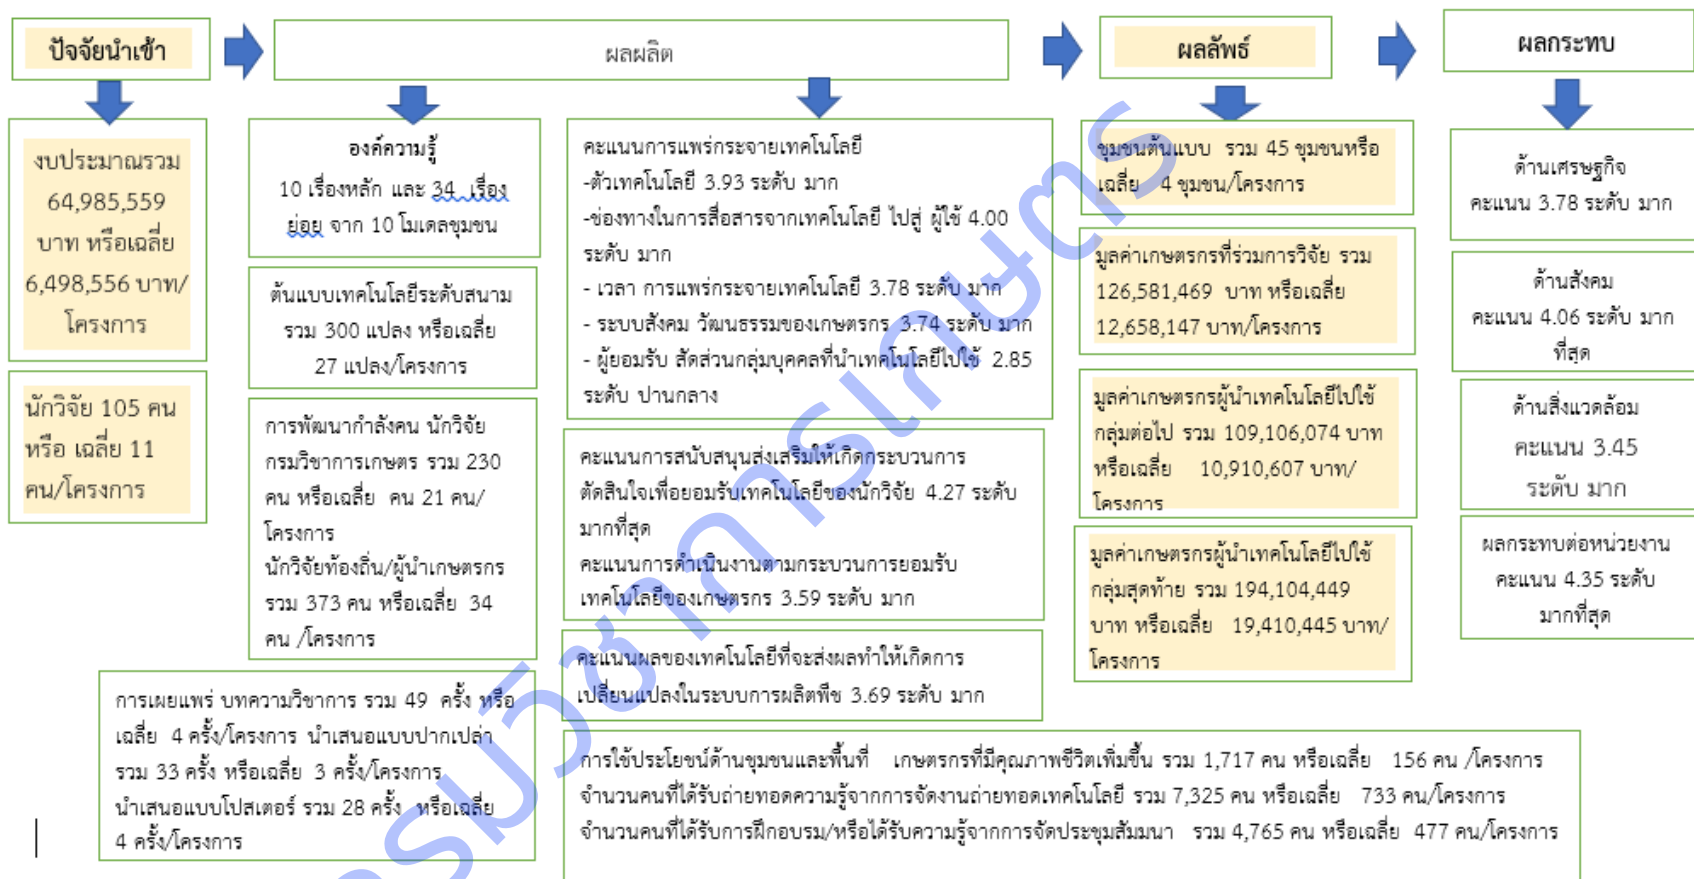 ปัจจัยนำเข้า
ผลผลิต
ผลลัพธ์
ผลกระทบ
งบประมาณรวม
64,985,559
บาท หรือเฉลี่ย
6,498,556 บาท/
โครงการ
นักวิจัย 105 คน
หรือ เฉลี่ย 11
คน/โครงการ
องค์ความรู้
10 เรื่องหลัก และ 34 เรื่อง
ย่อย จาก 10 โมเดลชุมชน
ต้นแบบเทคโนโลยีระดับสนาม
รวม 300 แปลง หรือเฉลี่ย
27 แปลง/โครงการ
การพัฒนากำลังคน นักวิจัย
กรมวิชาการเกษตร รวม 230
คน หรือเฉลี่ย คน 21 คน/
โครงการ
นักวิจัยท้องถิ่น/ผู้นำเกษตรกร
รวม 373 คน หรือเฉลี่ย 34
คน /โครงการ
การเผยแพร่ บทความวิชาการ รวม 49 ครั้ง หรือ
เฉลี่ย 4 ครั้ง/โครงการ นำเสนอแบบปากเปล่า
รวม 33 ครั้ง หรือเฉลี่ย 3 ครั้ง/โครงการ
นำเสนอแบบโปสเตอร์ รวม 28 ครั้ง หรือเฉลี่ย
4 ครั้ง/โครงการ
คะแนนการแพร่กระจายเทคโนโลยี
-ตัวเทคโนโลยี 3.93 ระดับ มาก
-ช่องทางในการสื่อสารจากเทคโนโลยี ไปสู่ ผู้ใช้ 4.00
ระดับ มาก
- เวลา การแพร่กระจายเทคโนโลยี 3.78 ระดับ มาก
- ระบบสังคม วัฒนธรรมของเกษตรกร 3.74 ระดับ มาก
- ผู้ยอมรับ สัดส่วนกลุ่มบุคคลที่นำเทคโนโลยีไปใช้ 2.85
ระดับ ปานกลาง
คะแนนการสนับสนุนส่งเสริมให้เกิดกระบวนการ
ตัดสินใจเพื่อยอมรับเทคโนโลยีของนักวิจัย 4.27 ระดับ
มากที่สุด
คะแนนการดำเนินงานตามกระบวนการยอมรับ
เทคโนโลยีของเกษตรกร 3.59 ระดับ มาก
คะแนนผลของเทคโนโลยีที่จะส่งผลทำให้เกิดการ
เปลี่ยนแปลงในระบบการผลิตพืช 3.69 ระดับ มาก
การใช้ประโยชน์ด้านชุมชนและพื้นที่ เกษตรกรที่มีคุณภาพชีวิตเพิ่มขึ้น รวม 1,717 คน หรือเฉลี่ย 156 คน /โครงการ
จำนวนคนที่ได้รับถ่ายทอดความรู้จากการจัดงานถ่ายทอดเทคโนโลยี รวม 7,325 คน หรือเฉลี่ย 733 คน/โครงการ
จำนวนคนที่ได้รับการฝึกอบรม/หรือได้รับความรู้จากการจัดประชุมสัมมนา รวม 4,765 คน หรือเฉลี่ย 477 คน/โครงการ
ชุมชนต้นแบบ รวม 45 ชุมชนหรือ
เฉลี่ย 4 ชุมชน/โครงการ
มูลค่าเกษตรกรที่ร่วมการวิจัย รวม
126,581,469 บาท หรือเฉลี่ย
12,658,147 บาท/โครงการ
มูลค่าเกษตรกรผู้นำเทคโนโลยีไปใช้
กลุ่มต่อไป รวม 109,106,074 บาท
หรือเฉลี่ย 10,910,607 บาท/
โครงการ
มูลค่าเกษตรกรผู้นำเทคโนโลยีไปใช้
กลุ่มสุดท้าย รวม 194,104,449
บาท หรือเฉลี่ย 19,410,445 บาท/
โครงการ
ด้านเศรษฐกิจ
คะแนน 3.78 ระดับ มาก
ด้านสังคม
คะแนน 4.06 ระดับ มาก
ที่สุด
ด้านสิ่งแวดล้อม
คะแนน 3.45
ระดับ มาก
ผลกระทบต่อหน่วยงาน
คะแนน 4.35 ระดับ
มากที่สุด
กรมวิชาการเกษตร